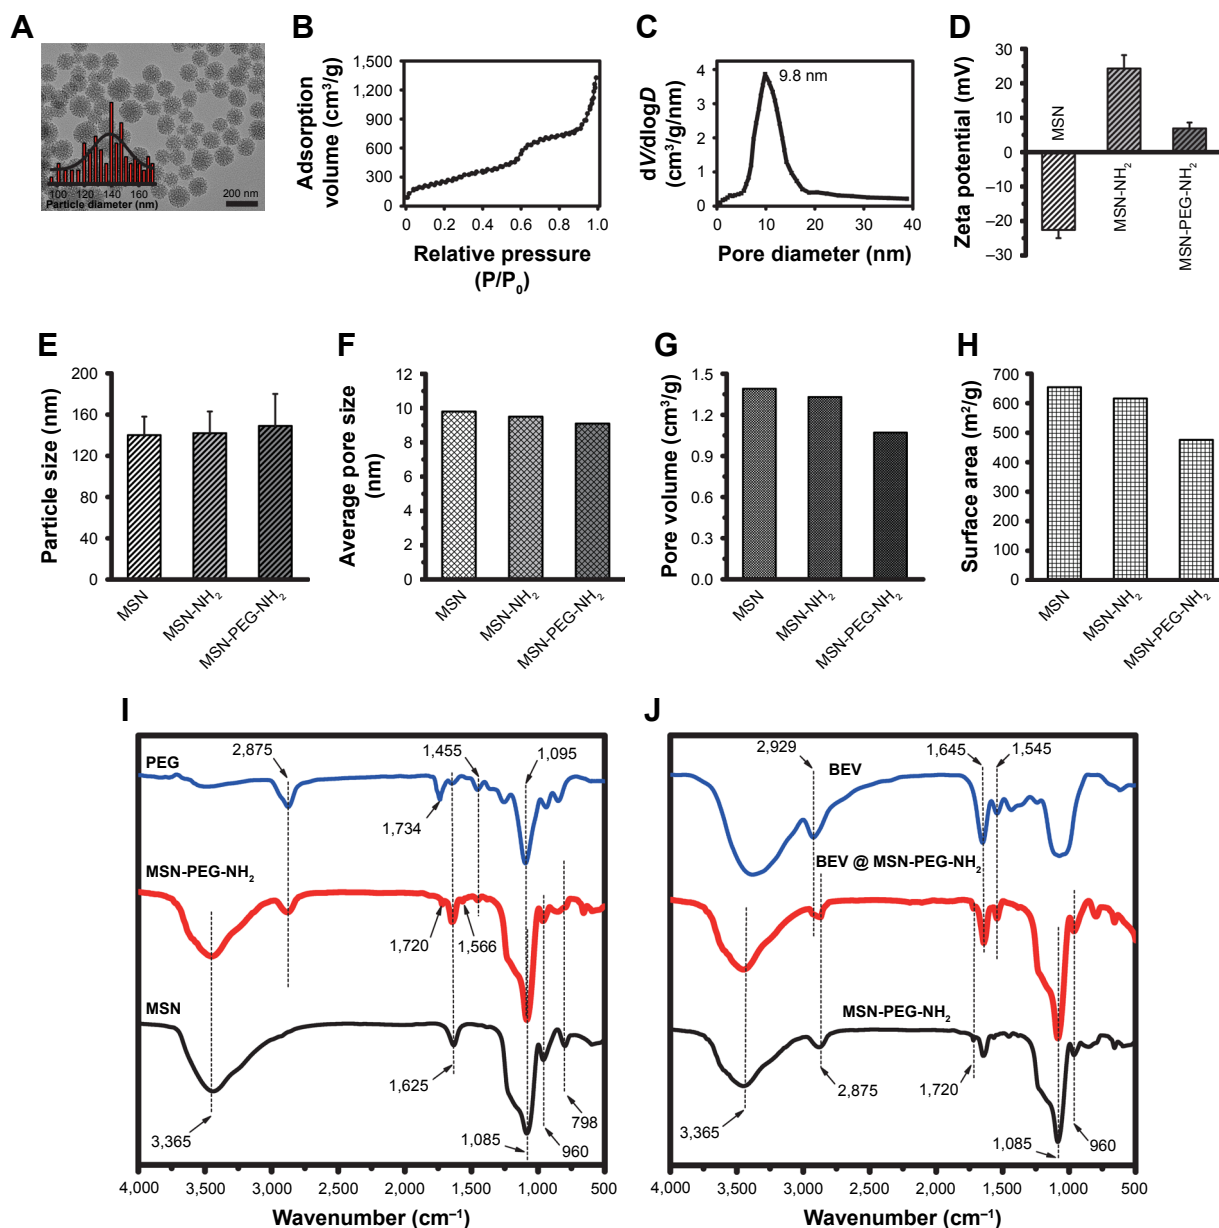 A
100 120 140 160
Particle diameter (nm)
200 nm
B
Adsorption
volume (cm³/g)
1,500
1,200
900
600
300
0
0 0.2 0.4 0.6 0.8 1.0
Relative pressure
(P/P₀)
C
dV/dlogD
(cm³/g/nm)
4
3
2
1
0
9.8 nm
0 10 20 30 40
Pore diameter (nm)
D
Zeta potential (mV)
30
20
10
0
–10
–20
–30
MSN
MSN-NH₂
MSN-PEG-NH₂
E
Particle size (nm)
200
160
120
80
40
0
MSN
MSN-NH₂
MSN-PEG-NH₂
F
Average pore size
(nm)
12
10
8
6
4
2
0
MSN
MSN-NH₂
MSN-PEG-NH₂
G
Pore volume (cm³/g)
1.5
1.2
0.9
0.6
0.3
0.0
MSN
MSN-NH₂
MSN-PEG-NH₂
H
Surface area (m²/g)
700
600
500
400
300
200
100
0
MSN
MSN-NH₂
MSN-PEG-NH₂
I
2,875
1,455
1,095
PEG
1,734
MSN-PEG-NH₂
1,720
1,566
MSN
1,625
798
3,365
1,085
960
4,000 3,500 3,000 2,500 2,000 1,500 1,000 500
Wavenumber (cm⁻¹)
J
2,929
1,645
1,545
BEV
BEV @ MSN-PEG-NH₂
MSN-PEG-NH₂
2,875
1,720
3,365
1,085
960
4,000 3,500 3,000 2,500 2,000 1,500 1,000 500
Wavenumber (cm⁻¹)